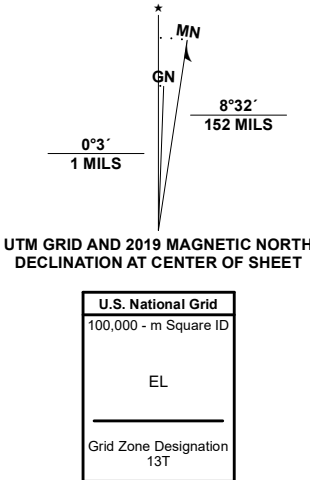 ★
MN
GN
8°32´
152 MILS
0°3´
1 MILS
UTM GRID AND 2019 MAGNETIC NORTH
DECLINATION AT CENTER OF SHEET
U.S. National Grid
100,000 - m Square ID
EL
Grid Zone Designation
13T